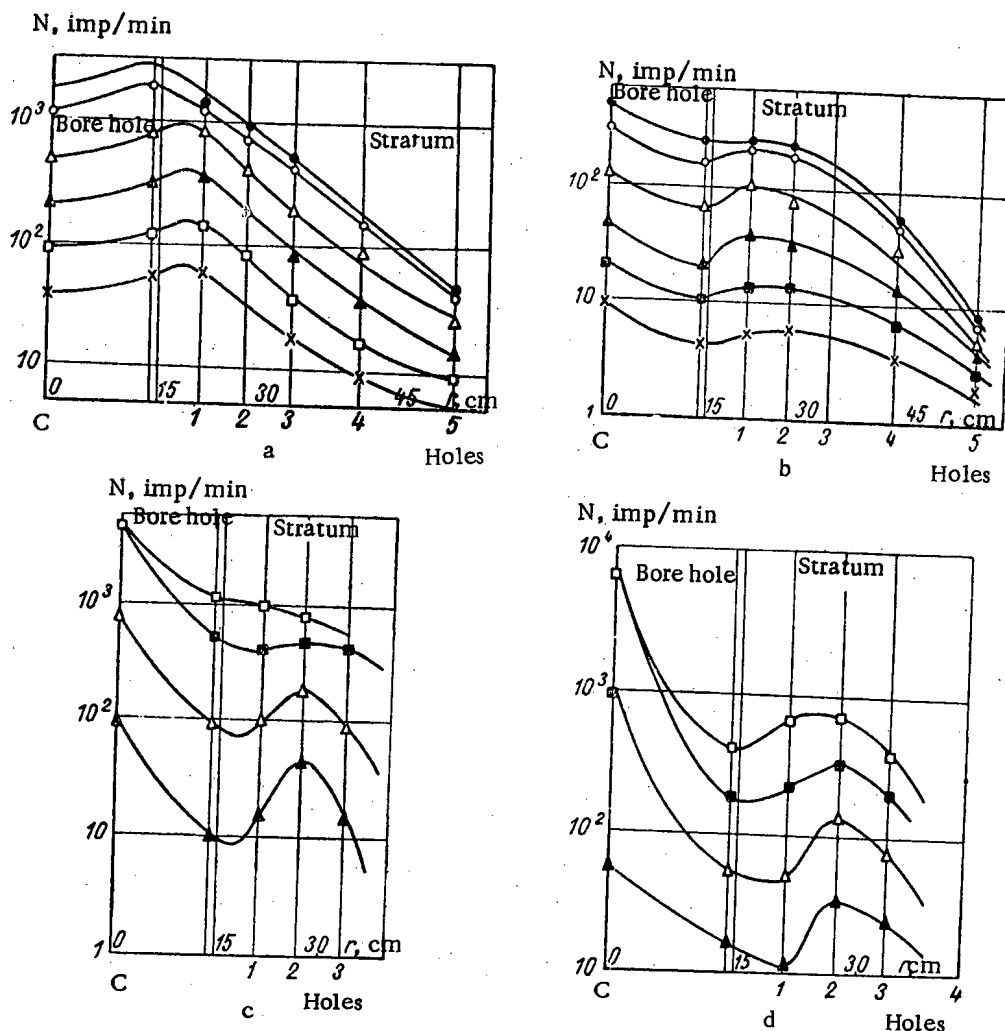 N, imp/min
10³
Bore hole
Stratum
10²
10
0 15 30 45 r, cm
C 1 2 3 4 5
a Holes
N, imp/min
Bore hole
Stratum
10²
10
1
0 15 30 45 r, cm
C 1 2 3 4 5
b Holes
N, imp/min
Bore hole
Stratum
10³
10²
10
1
0 15 30 r, cm
C 1 2 3
c Holes
N, imp/min
10⁴
Bore hole
Stratum
10³
10²
10
0 15 30 r cm
C 1 2 3 4
d Holes